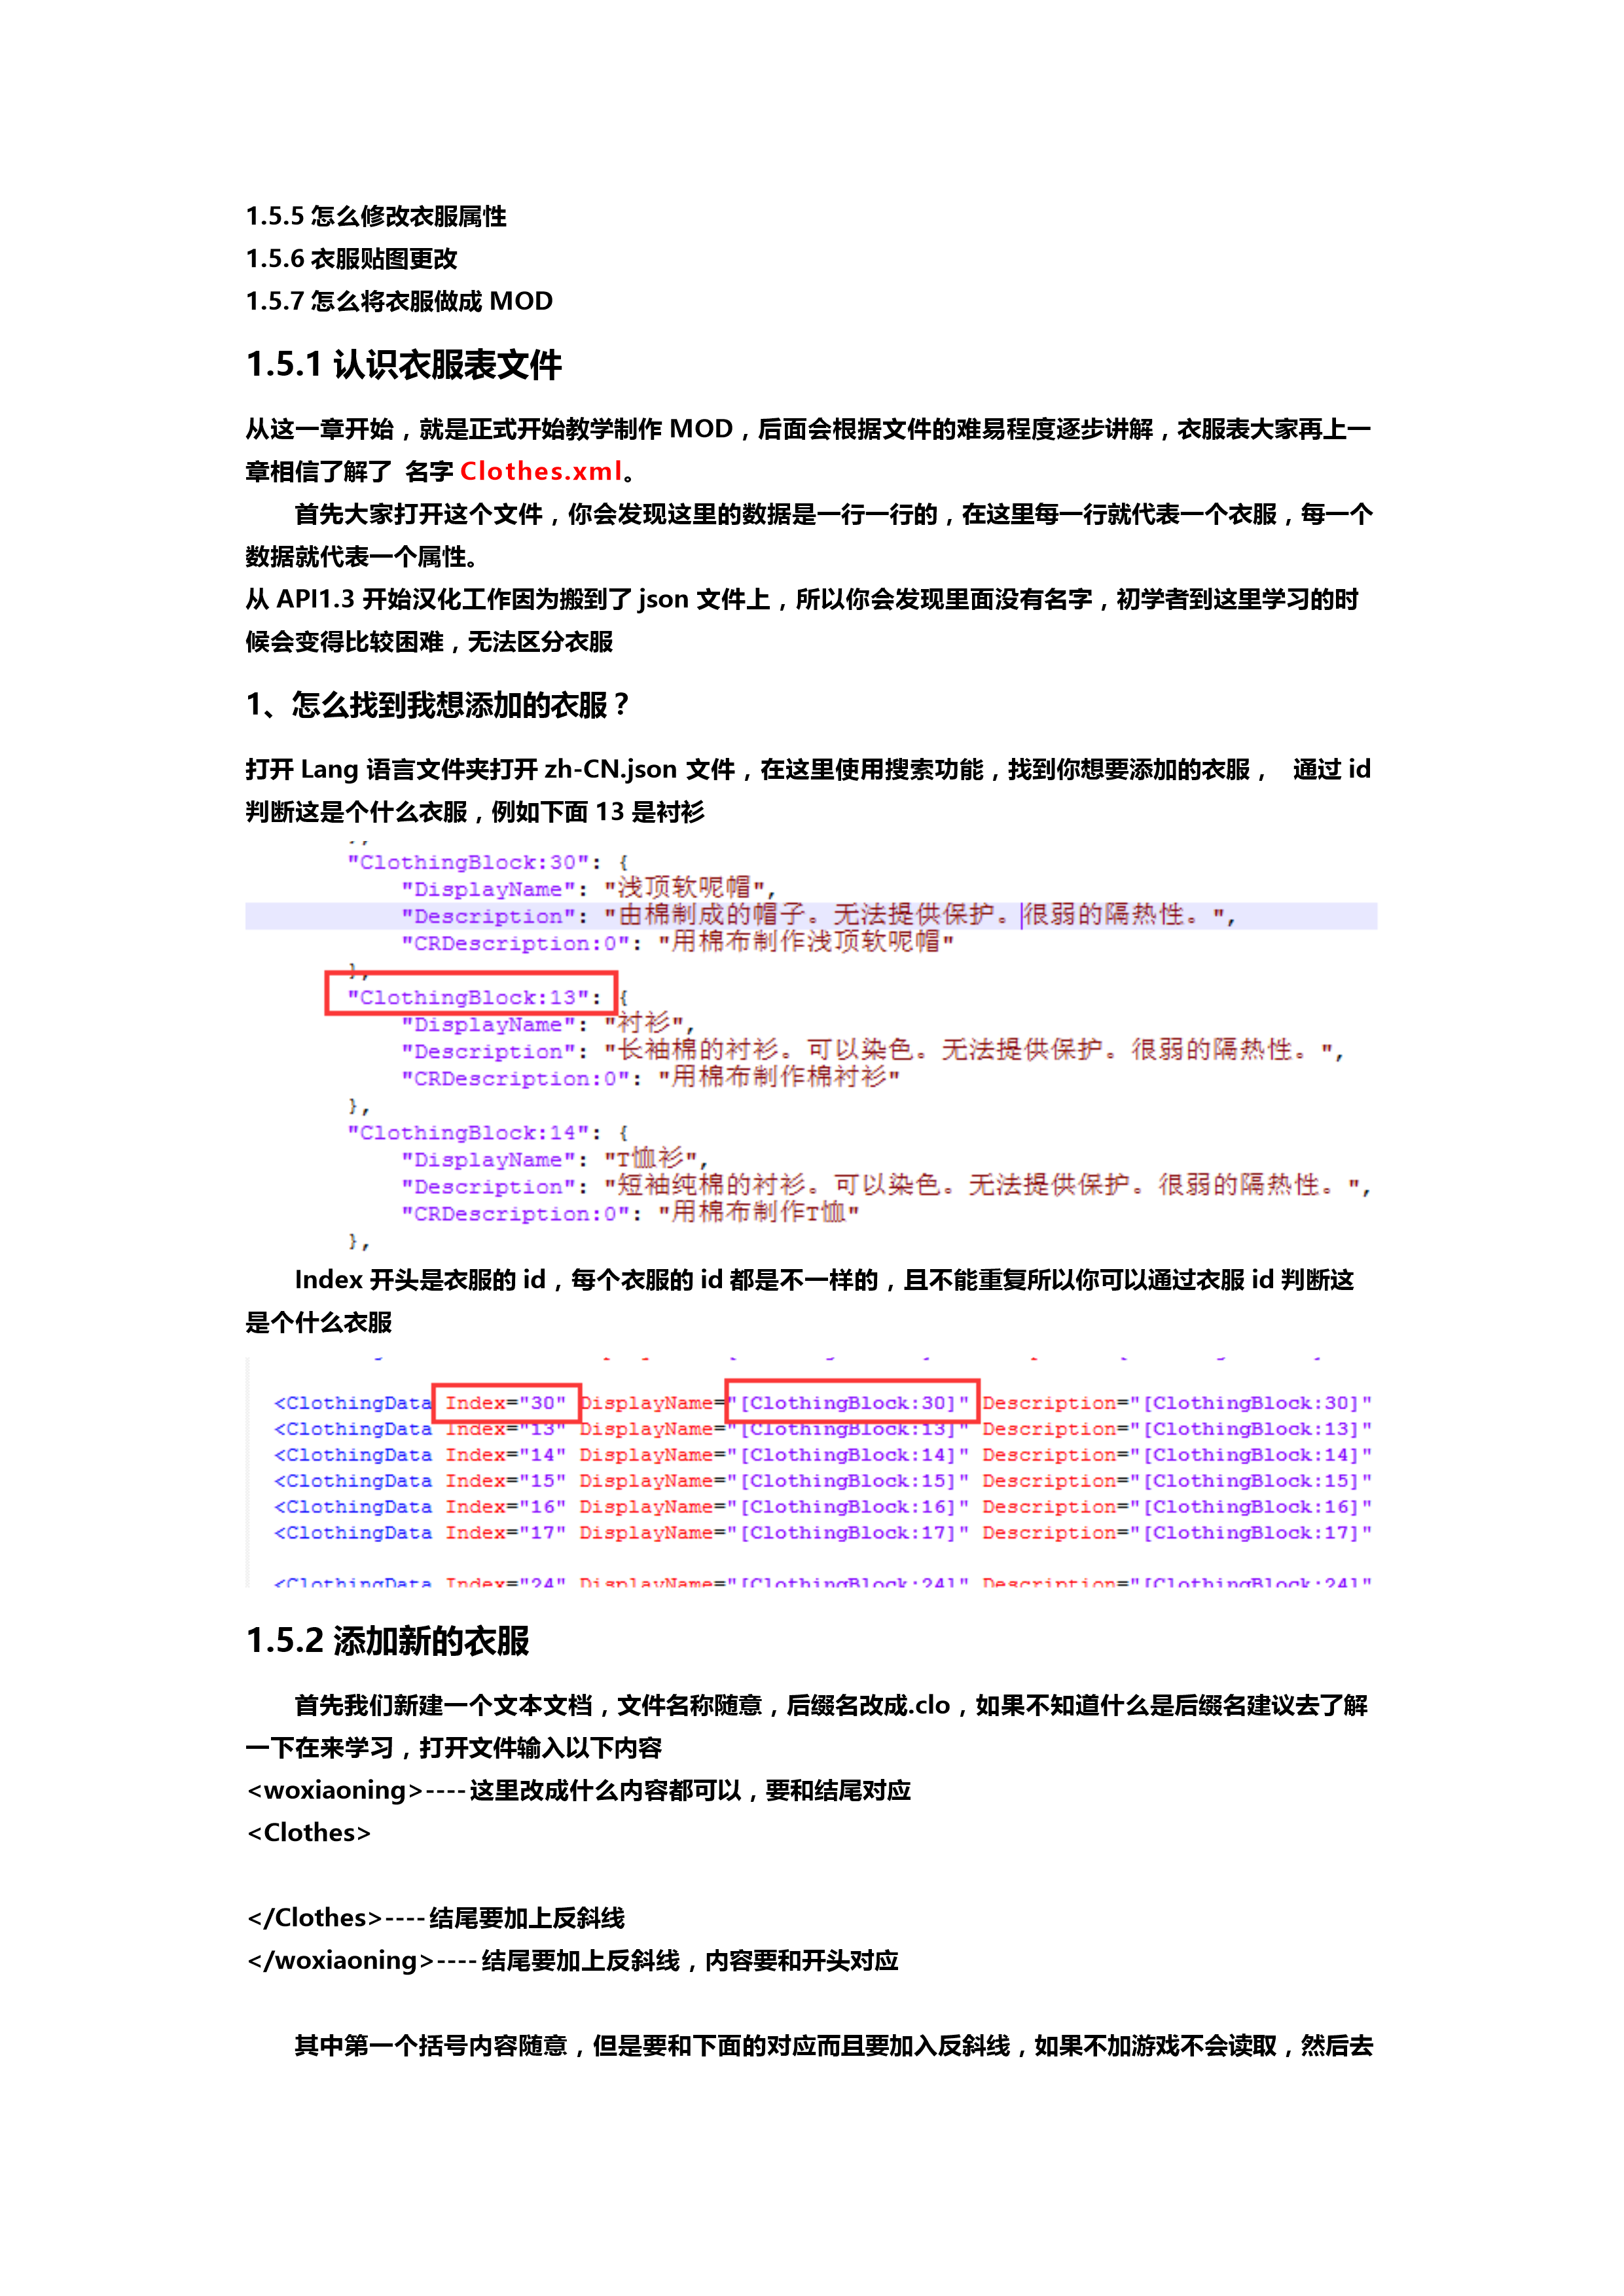 1.5.5 怎么修改衣服属性
1.5.6 衣服贴图更改
1.5.7 怎么将衣服做成 MOD
1.5.1 认识衣服表文件
从这一章开始，就是正式开始教学制作 MOD，后面会根据文件的难易程度逐步讲解，衣服表大家再上一
章相信了解了 名字 Clothes.xml。
首先大家打开这个文件，你会发现这里的数据是一行一行的，在这里每一行就代表一个衣服，每一个
数据就代表一个属性。
从 API1.3 开始汉化工作因为搬到了 json 文件上，所以你会发现里面没有名字，初学者到这里学习的时
候会变得比较困难，无法区分衣服
1、怎么找到我想添加的衣服？
打开 Lang 语言文件夹打开 zh-CN.json 文件，在这里使用搜索功能，找到你想要添加的衣服， 通过 id
判断这是个什么衣服，例如下面 13 是衬衫
"ClothingBlock:30": {
"DisplayName": "浅顶软呢帽",
"Description": "由棉制成的帽子。无法提供保护。很弱的隔热性。",
"CRDescription:0": "用棉布制作浅顶软呢帽"
},
"ClothingBlock:13": {
"DisplayName": "衬衫",
"Description": "长袖棉的衬衫。可以染色。无法提供保护。很弱的隔热性。",
"CRDescription:0": "用棉布制作棉衬衫"
},
"ClothingBlock:14": {
"DisplayName": "T恤衫",
"Description": "短袖纯棉的衬衫。可以染色。无法提供保护。很弱的隔热性。",
"CRDescription:0": "用棉布制作T恤"
},
Index 开头是衣服的 id，每个衣服的 id 都是不一样的，且不能重复所以你可以通过衣服 id 判断这
是个什么衣服
<ClothingData Index="30" DisplayName="[ClothingBlock:30]" Description="[ClothingBlock:30]"
<ClothingData Index="13" DisplayName="[ClothingBlock:13]" Description="[ClothingBlock:13]"
<ClothingData Index="14" DisplayName="[ClothingBlock:14]" Description="[ClothingBlock:14]"
<ClothingData Index="15" DisplayName="[ClothingBlock:15]" Description="[ClothingBlock:15]"
<ClothingData Index="16" DisplayName="[ClothingBlock:16]" Description="[ClothingBlock:16]"
<ClothingData Index="17" DisplayName="[ClothingBlock:17]" Description="[ClothingBlock:17]"
<ClothingData Index="24" DisplayName="[ClothingBlock:24]" Description="[ClothingBlock:24]"
1.5.2 添加新的衣服
首先我们新建一个文本文档，文件名称随意，后缀名改成.clo，如果不知道什么是后缀名建议去了解
一下在来学习，打开文件输入以下内容
<woxiaoning>----这里改成什么内容都可以，要和结尾对应
<Clothes>
</Clothes>----结尾要加上反斜线
</woxiaoning>----结尾要加上反斜线，内容要和开头对应
其中第一个括号内容随意，但是要和下面的对应而且要加入反斜线，如果不加游戏不会读取，然后去